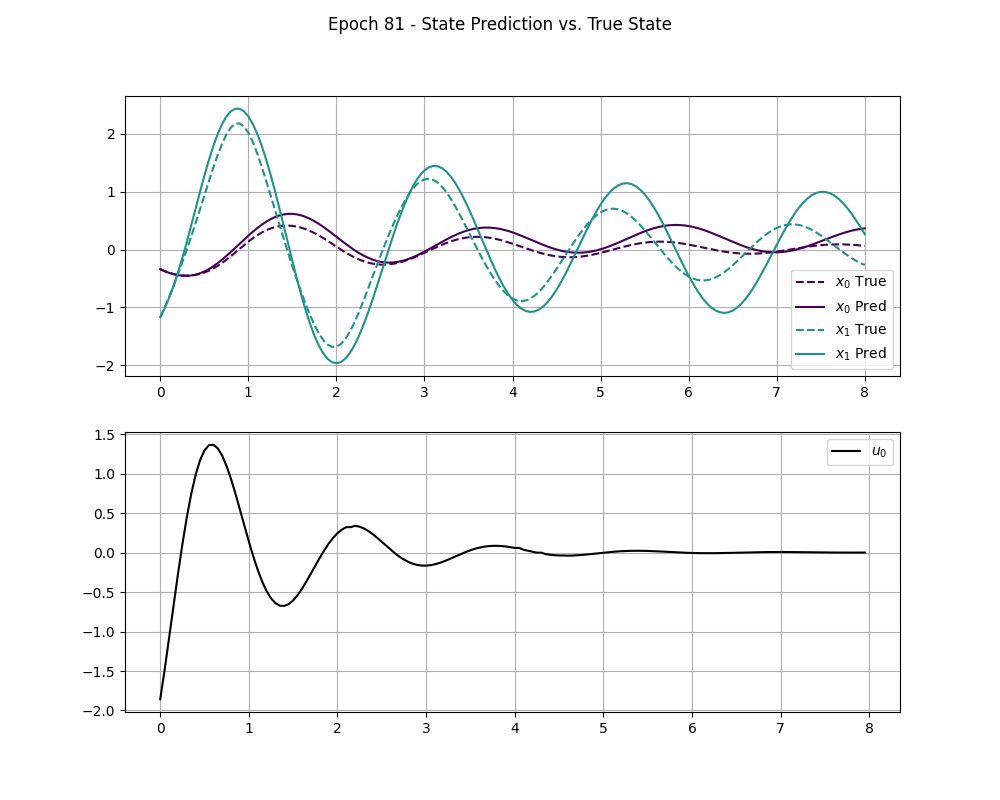 Epoch 81 - State Prediction vs. True State
2
1
0
−1
−2
x₀ True
x₀ Pred
x₁ True
x₁ Pred
0 1 2 3 4 5 6 7 8
1.5
1.0
0.5
0.0
−0.5
−1.0
−1.5
−2.0
u₀
0 1 2 3 4 5 6 7 8